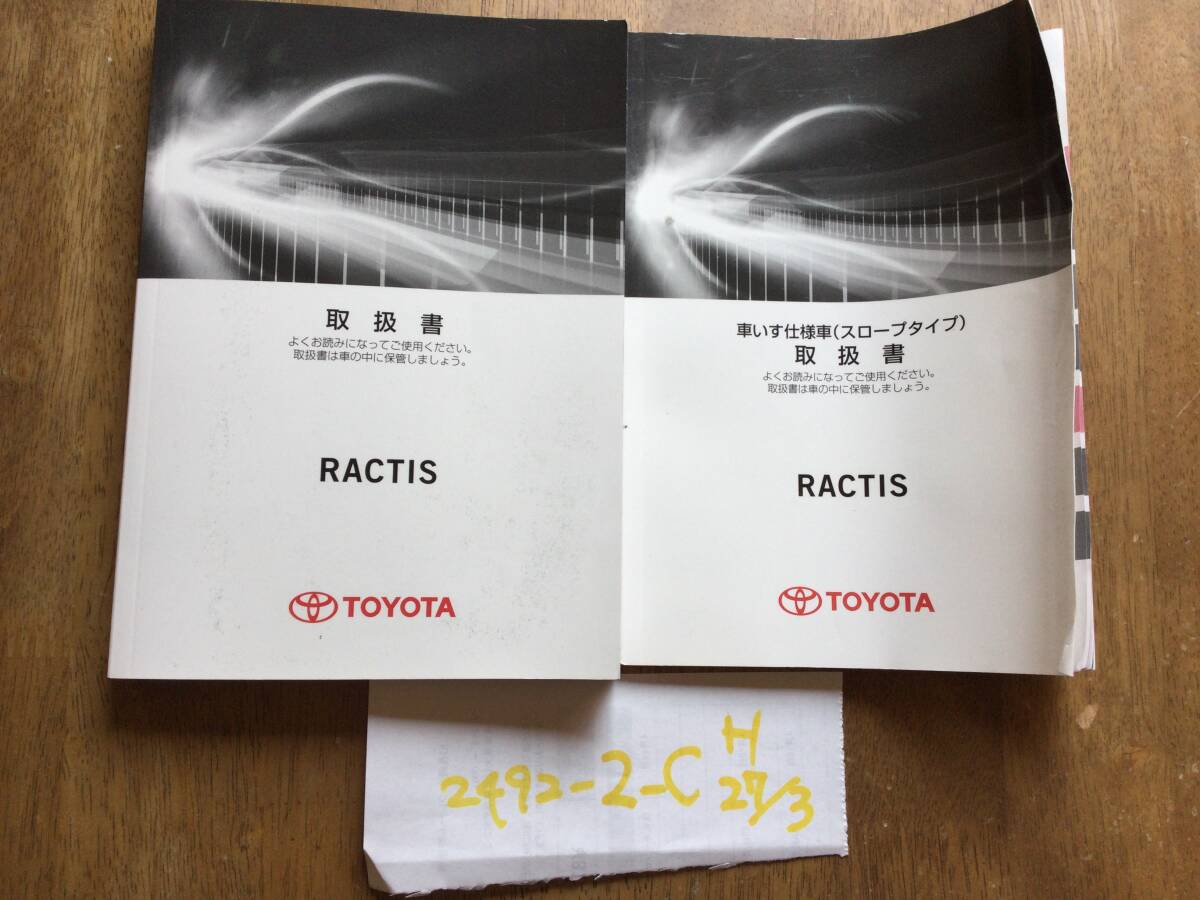 取扱書
よくお読みになってご使用ください。
取扱書は車の中に保管しましょう。
RACTIS
TOYOTA
車いす仕様車(スロープタイプ)
取扱書
よくお読みになってご使用ください。
取扱書は車の中に保管しましょう。
RACTIS
TOYOTA
2492-2-C H27/3